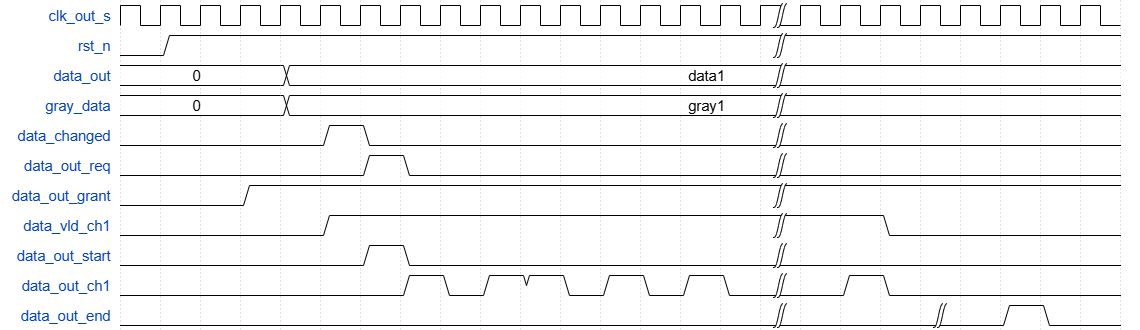 clk_out_s
rst_n
data_out 0 data1
gray_data 0 gray1
data_changed
data_out_req
data_out_grant
data_vld_ch1
data_out_start
data_out_ch1
data_out_end